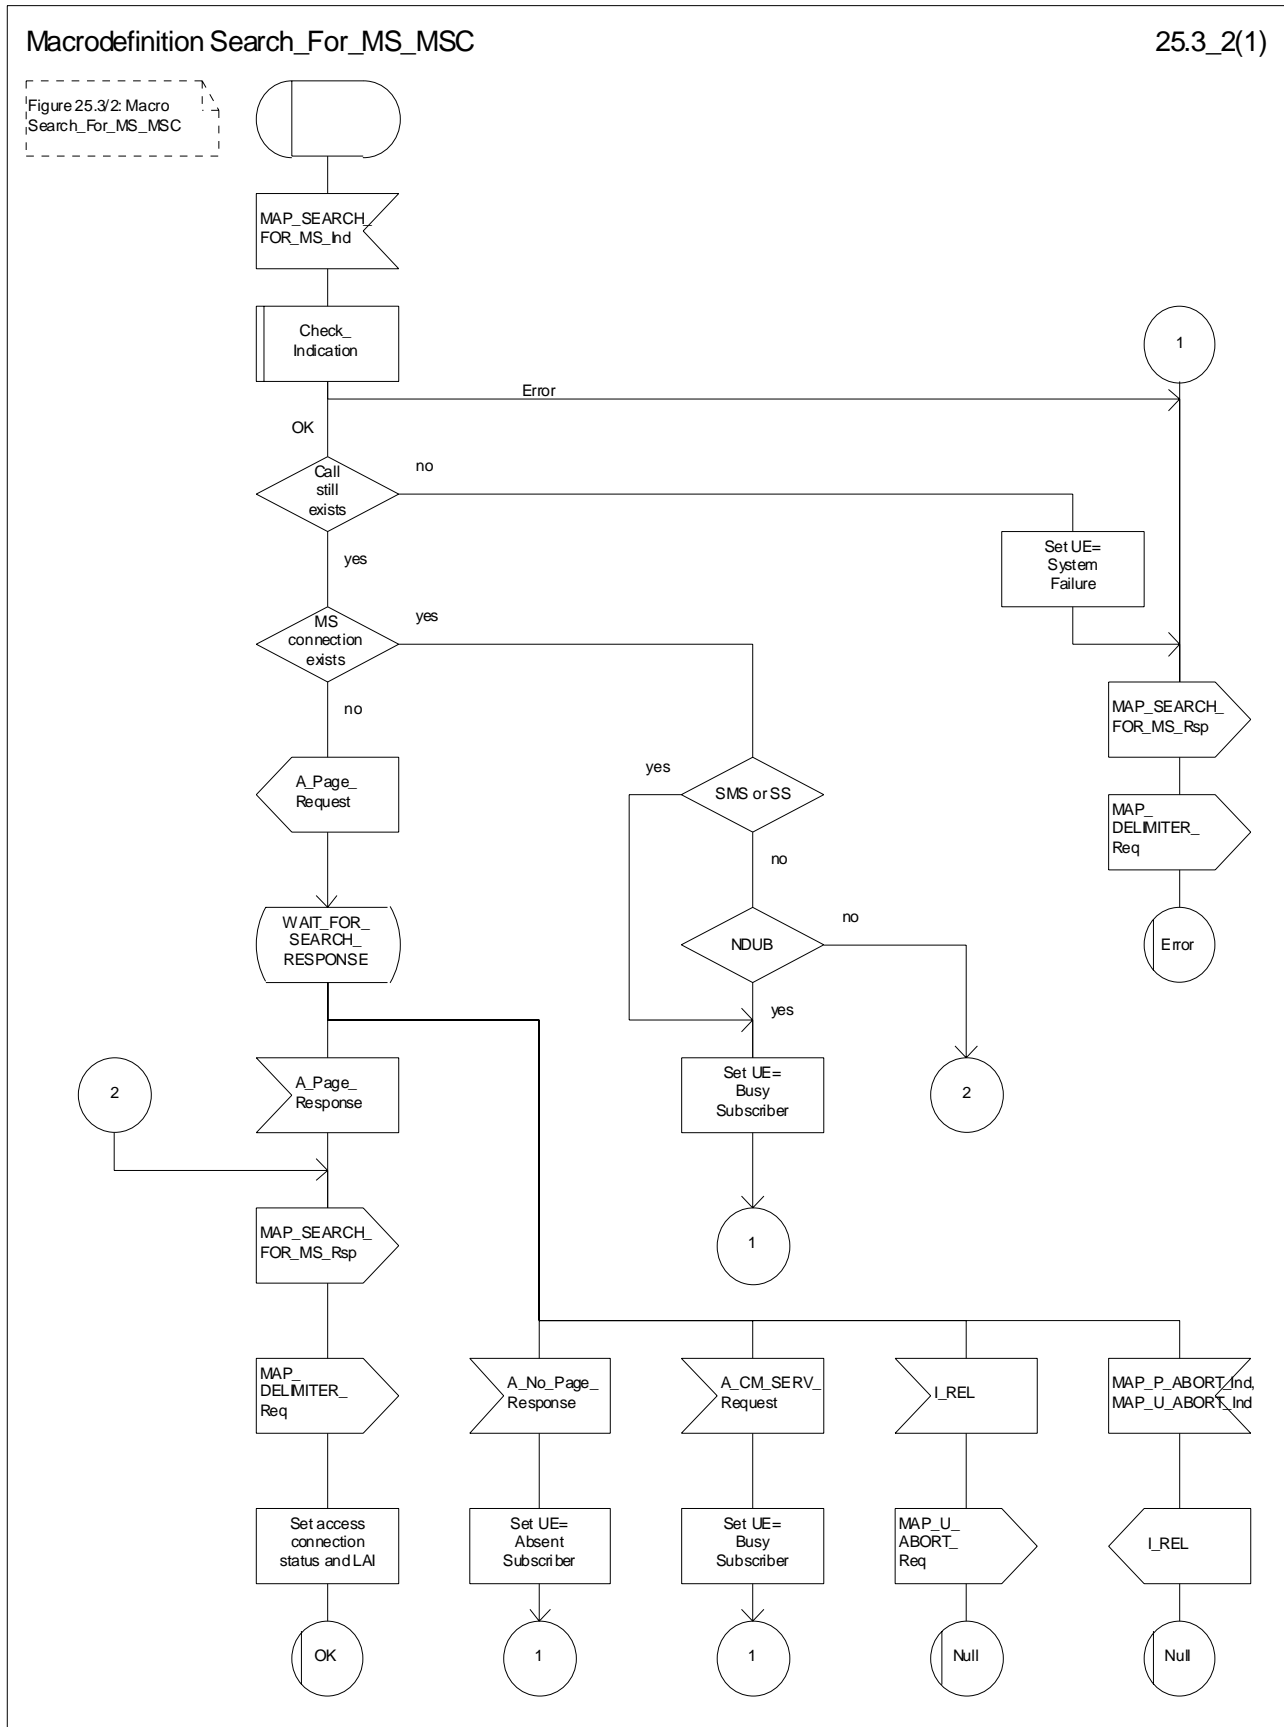 Macrodefinition Search_For_MS_MSC
25.3_2(1)
Figure 25.3/2: Macro
Search_For_MS_MSC
MAP_SEARCH_
FOR_MS_Ind
Check_
Indication
1
Error
OK
Call
still
exists
no
Set UE=
System
Failure
yes
MS
connection
exists
yes
no
MAP_SEARCH_
FOR_MS_Rsp
A_Page_
Request
yes
SMS or SS
MAP_
DELIMITER_
Req
no
WAIT_FOR_
SEARCH_
RESPONSE
NDUB
no
Error
yes
2
A_Page_
Response
Set UE=
Busy
Subscriber
2
MAP_SEARCH_
FOR_MS_Rsp
1
MAP_
DELIMITER_
Req
A_No_Page_
Response
A_CM_SERV_
Request
I_REL
MAP_P_ABORT_Ind,
MAP_U_ABORT_Ind
Set access
connection
status and LAI
Set UE=
Absent
Subscriber
Set UE=
Busy
Subscriber
MAP_U_
ABORT_
Req
I_REL
OK
1
1
Null
Null